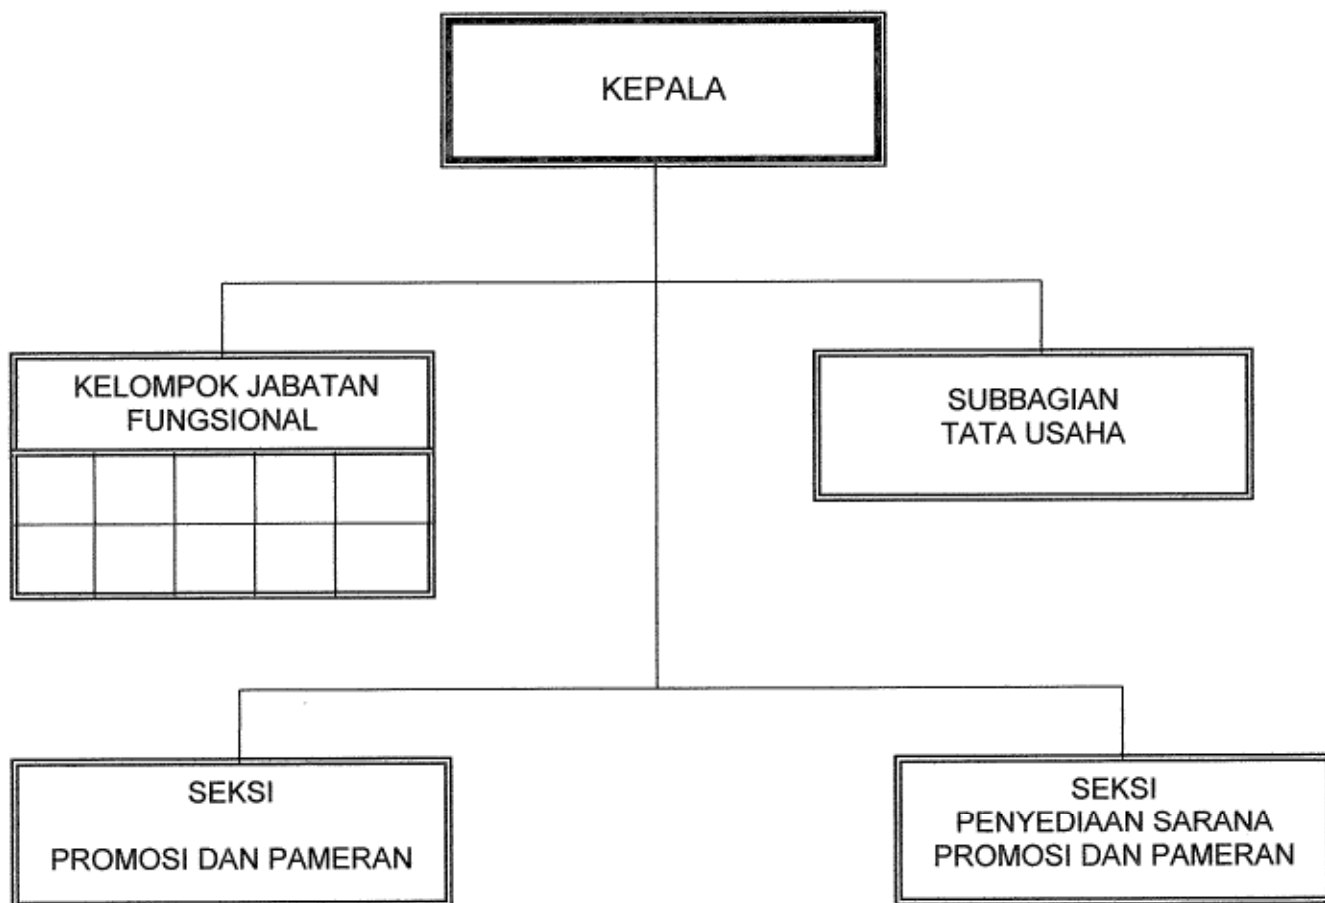 KEPALA
KELOMPOK JABATAN
FUNGSIONAL
SUBBAGIAN
TATA USAHA
SEKSI
PROMOSI DAN PAMERAN
SEKSI
PENYEDIAAN SARANA
PROMOSI DAN PAMERAN